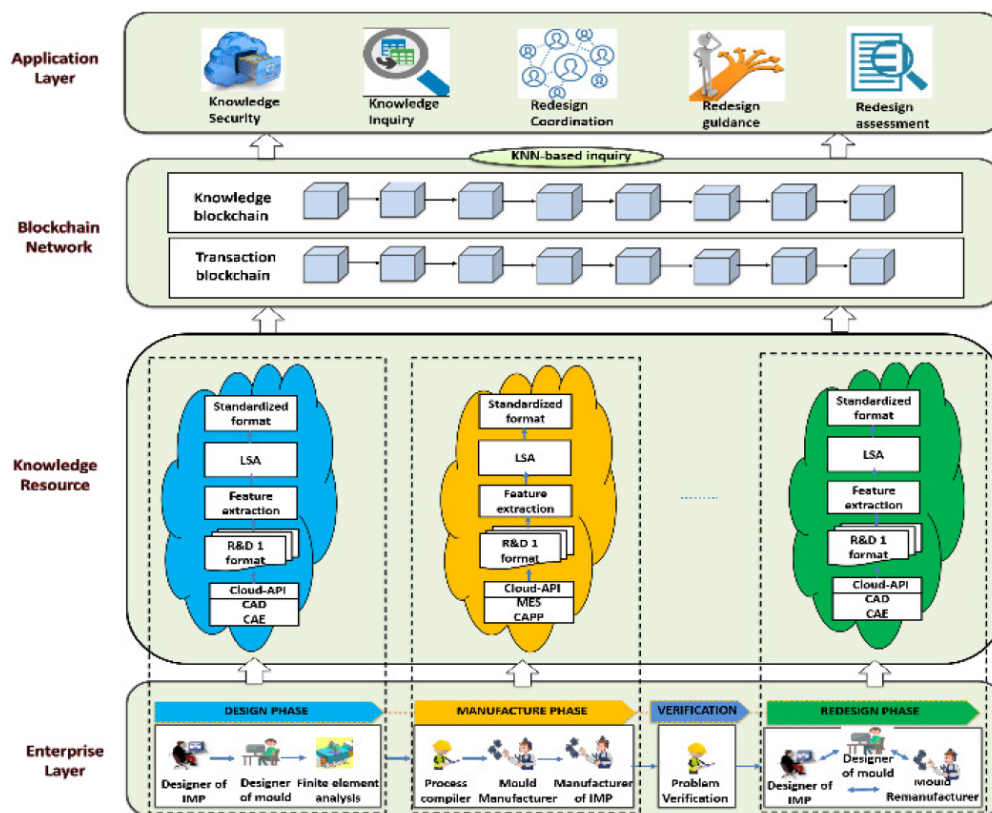 Application
Layer
Knowledge
Security
Knowledge
Inquiry
Redesign
Coordination
Redesign
guidance
Redesign
assessment
KNN-based inquiry
Blockchain
Network
Knowledge
blockchain
Transaction
blockchain
Knowledge
Resource
Standardized
format
LSA
Feature
extraction
R&D 1
format
Cloud-API
CAD
CAE
Standardized
format
LSA
Feature
extraction
R&D 1
format
Cloud-API
MES
CAPP
Standardized
format
LSA
Feature
extraction
R&D 1
format
Cloud-API
CAD
CAE
Enterprise
Layer
DESIGN PHASE
MANUFACTURE PHASE
VERIFICATION
REDESIGN PHASE
Designer of
IMP
Designer
of mould
Finite element
analysis
Process
compiler
Mould
Manufacturer
Manufacturer
of IMP
Problem
Verification
Designer of
IMP
Designer
of mould
Mould
Remanufacturer